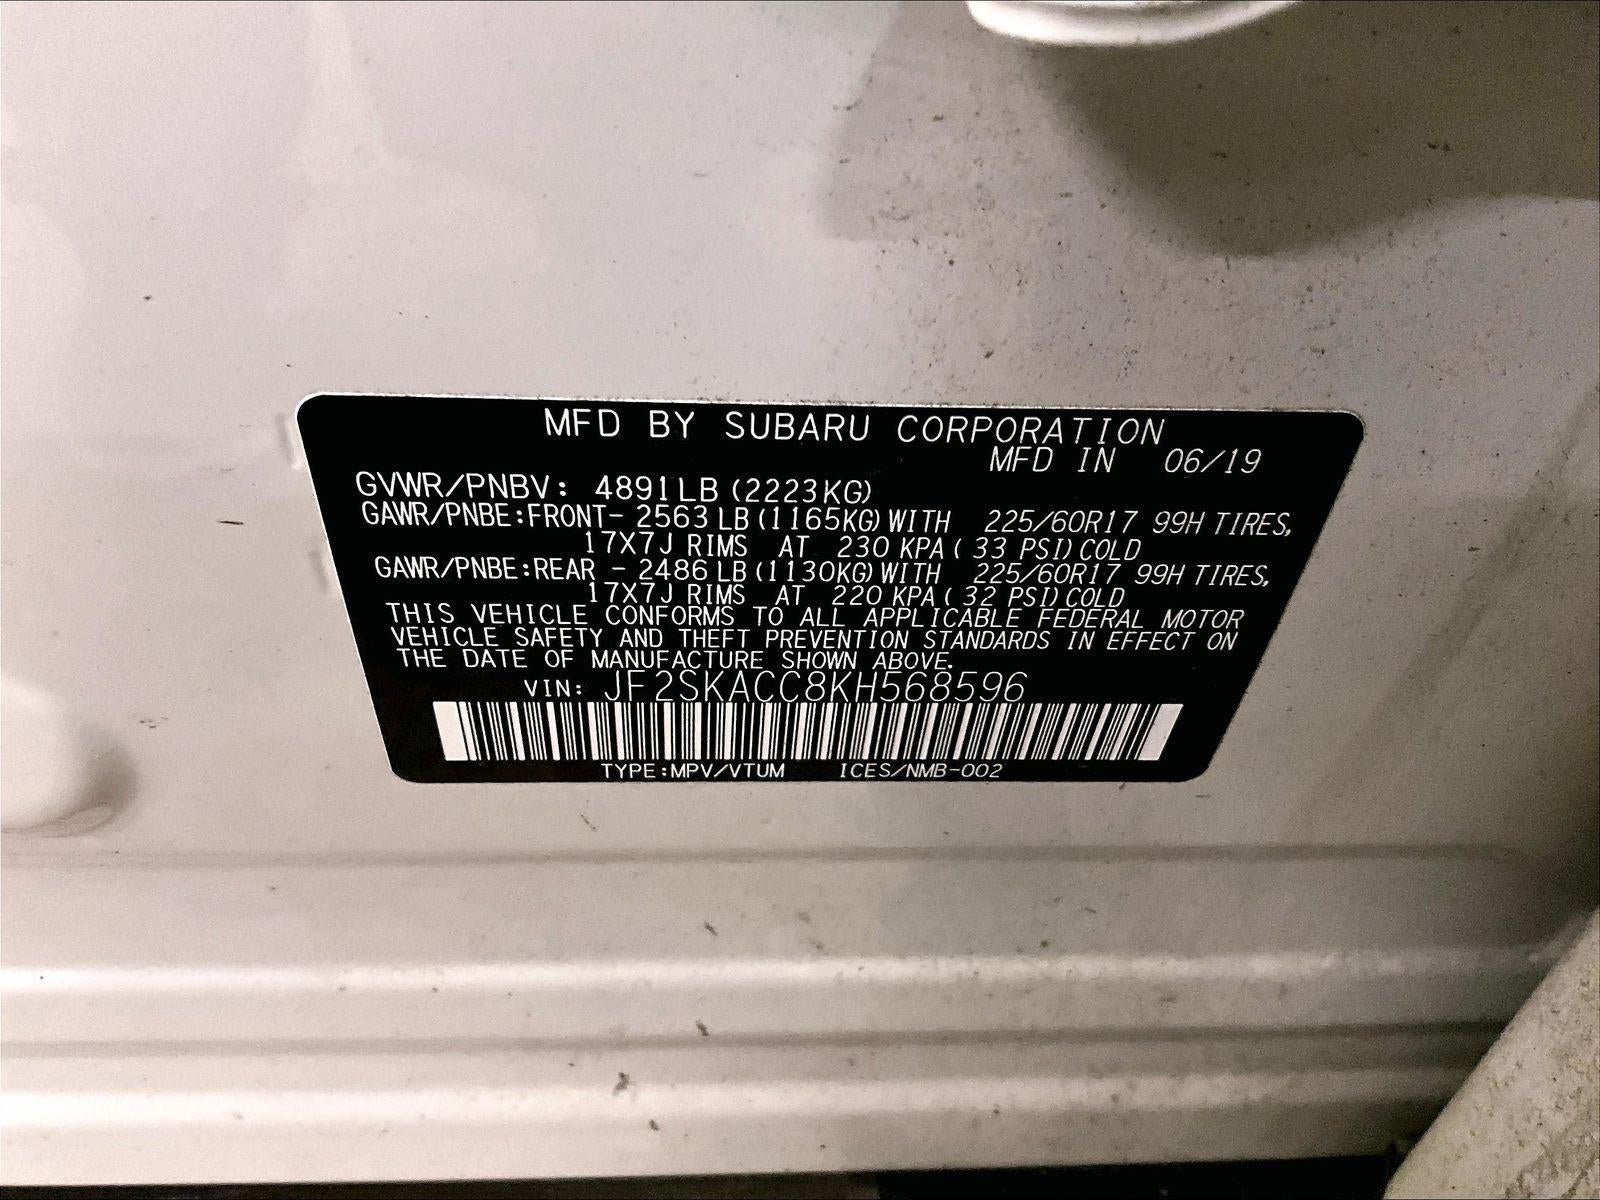 MFD BY SUBARU CORPORATION
MFD IN 06/19
GVWR/PNBV: 4891LB (2223KG)
GAWR/PNBE:FRONT- 2563LB(1165KG)WITH 225/60R17 99H TIRES,
17X7J RIMS AT 230 KPA( 33 PSI)COLD
GAWR/PNBE:REAR - 2486LB(1130KG)WITH 225/60R17 99H TIRES,
17X7J RIMS AT 220 KPA( 32 PSI)COLD
THIS VEHICLE CONFORMS TO ALL APPLICABLE FEDERAL MOTOR
VEHICLE SAFETY AND THEFT PREVENTION STANDARDS IN EFFECT ON
THE DATE OF MANUFACTURE SHOWN ABOVE.
VIN: JF2SKACC8KH568596
TYPE:MPV/VTUM ICES/NMB-002